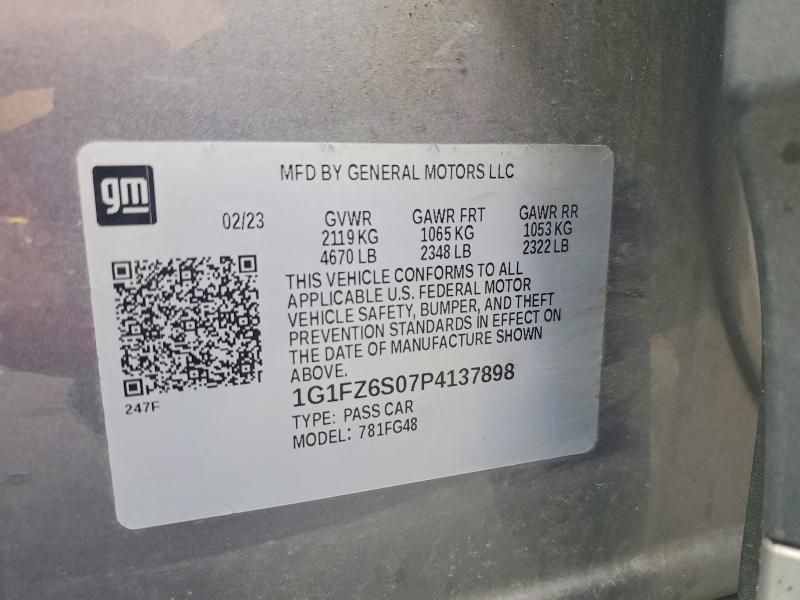 gm
MFD BY GENERAL MOTORS LLC
02/23 GVWR GAWR FRT GAWR RR
2119 KG 1065 KG 1053 KG
4670 LB 2348 LB 2322 LB
THIS VEHICLE CONFORMS TO ALL
APPLICABLE U.S. FEDERAL MOTOR
VEHICLE SAFETY, BUMPER, AND THEFT
PREVENTION STANDARDS IN EFFECT ON
THE DATE OF MANUFACTURE SHOWN
ABOVE.
1G1FZ6S07P4137898
247F
TYPE: PASS CAR
MODEL: 781FG48